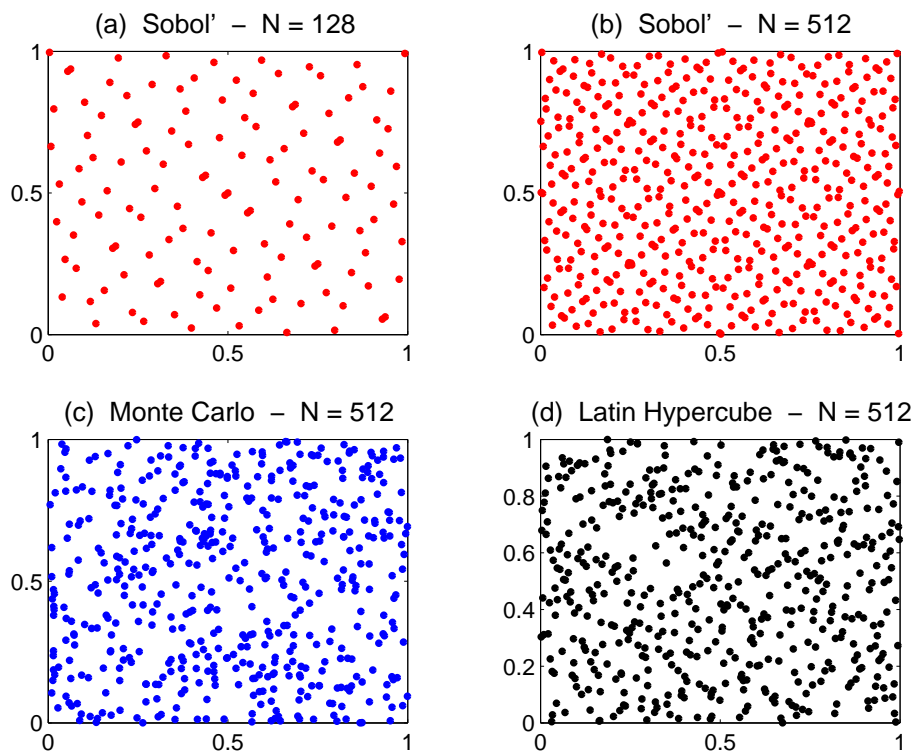 (a) Sobol' – N = 128
1
0.5
0
0 0.5 1
(b) Sobol' – N = 512
1
0.5
0
0 0.5 1
(c) Monte Carlo – N = 512
1
0.5
0
0 0.5 1
(d) Latin Hypercube – N = 512
1
0.8
0.6
0.4
0.2
0
0 0.5 1